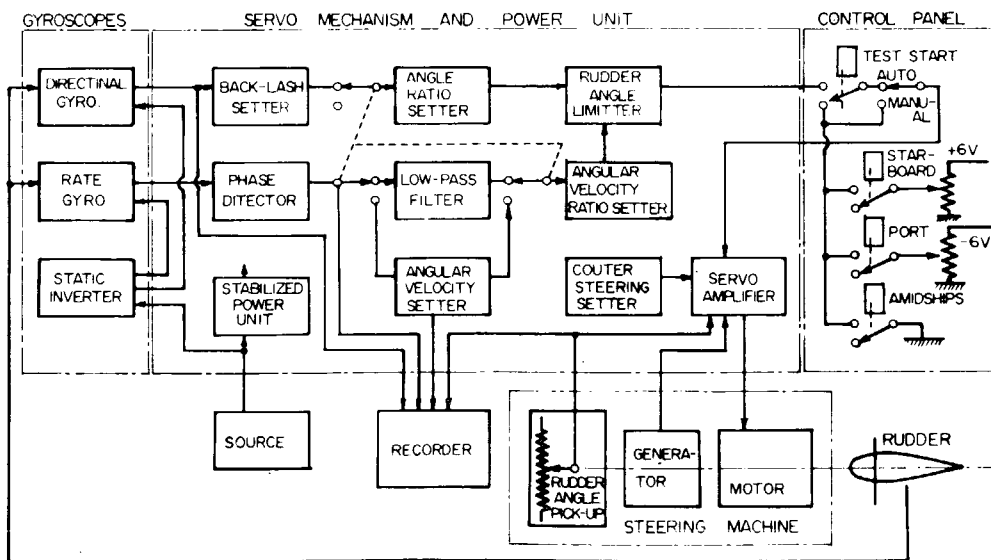 GYROSCOPES
SERVO MECHANISM AND POWER UNIT
CONTROL PANEL
DIRECTINAL
GYRO.
BACK-LASH
SETTER
ANGLE
RATIO
SETTER
RUDDER
ANGLE
LIMITTER
TEST START
AUTO
MANU-
AL
RATE
GYRO
PHASE
DITECTOR
LOW-PASS
FILTER
ANGULAR
VELOCITY
RATIO SETTER
STAR-
BOARD
+6V
PORT
-6V
STATIC
INVERTER
STABILIZED
POWER
UNIT
ANGULAR
VELOCITY
SETTER
COUTER
STEERING
SETTER
SERVO
AMPLIFIER
AMIDSHIPS
SOURCE
RECORDER
RUDDER
ANGLE
PICK-UP
GENERA-
TOR
MOTOR
STEERING MACHINE
RUDDER